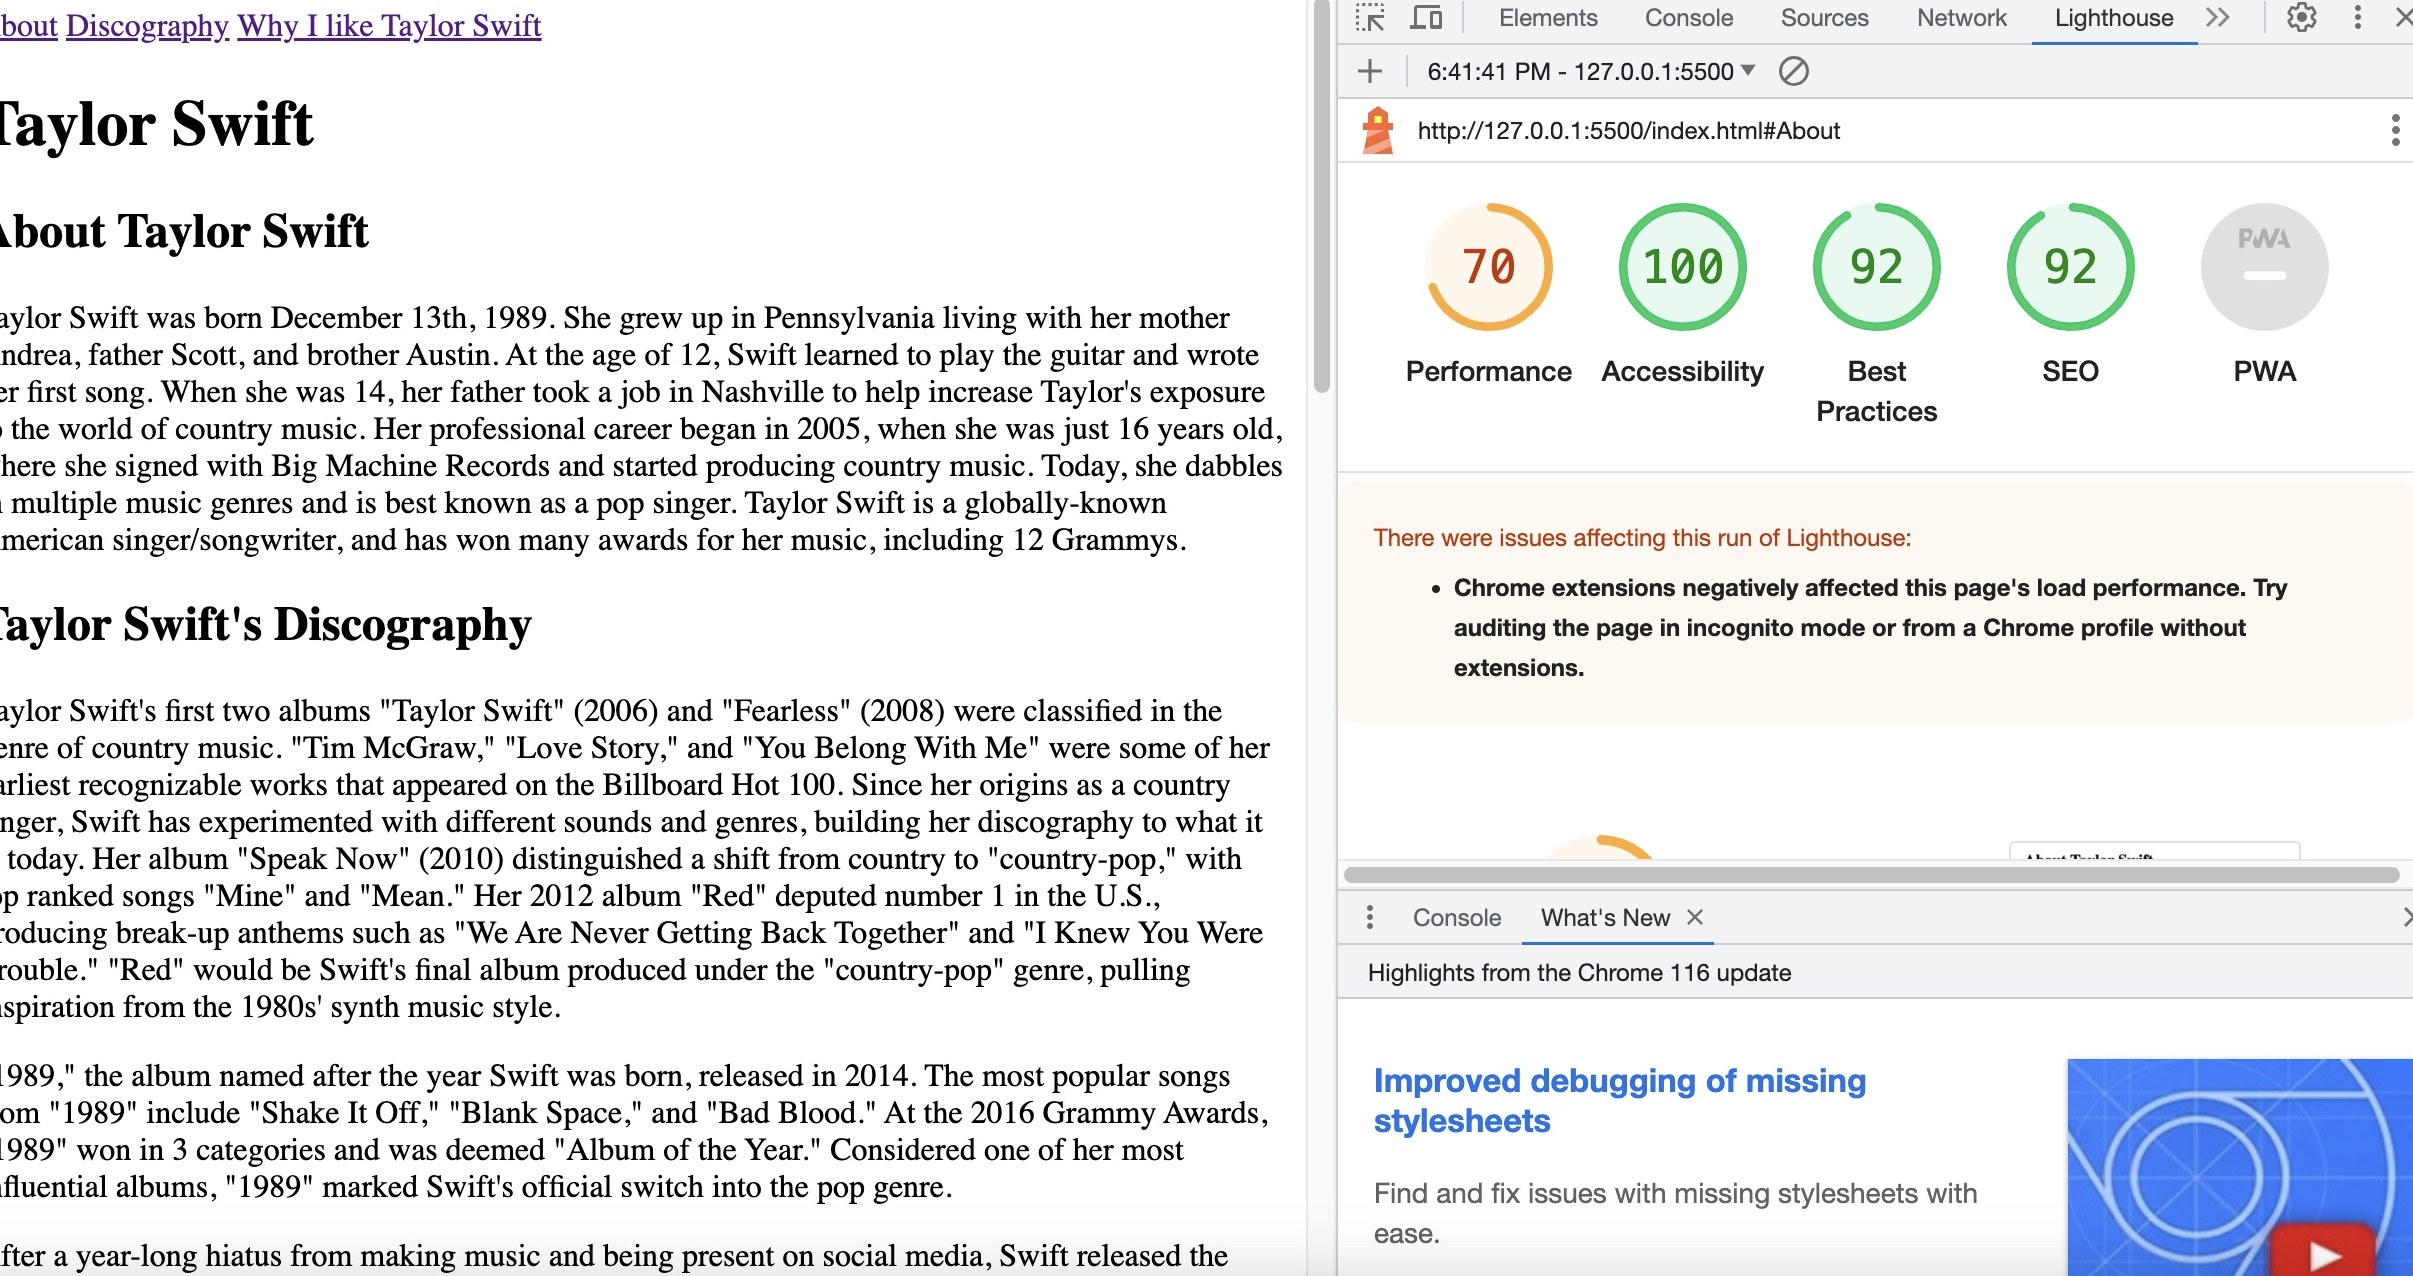 bout Discography Why I like Taylor Swift
Taylor Swift
About Taylor Swift
aylor Swift was born December 13th, 1989. She grew up in Pennsylvania living with her mother
ndrea, father Scott, and brother Austin. At the age of 12, Swift learned to play the guitar and wrote
er first song. When she was 14, her father took a job in Nashville to help increase Taylor's exposure
o the world of country music. Her professional career began in 2005, when she was just 16 years old,
here she signed with Big Machine Records and started producing country music. Today, she dabbles
n multiple music genres and is best known as a pop singer. Taylor Swift is a globally-known
merican singer/songwriter, and has won many awards for her music, including 12 Grammys.
Taylor Swift's Discography
aylor Swift's first two albums "Taylor Swift" (2006) and "Fearless" (2008) were classified in the
enre of country music. "Tim McGraw," "Love Story," and "You Belong With Me" were some of her
arliest recognizable works that appeared on the Billboard Hot 100. Since her origins as a country
nger, Swift has experimented with different sounds and genres, building her discography to what it
today. Her album "Speak Now" (2010) distinguished a shift from country to "country-pop," with
op ranked songs "Mine" and "Mean." Her 2012 album "Red" deputed number 1 in the U.S.,
roducing break-up anthems such as "We Are Never Getting Back Together" and "I Knew You Were
rouble." "Red" would be Swift's final album produced under the "country-pop" genre, pulling
nspiration from the 1980s' synth music style.
1989," the album named after the year Swift was born, released in 2014. The most popular songs
om "1989" include "Shake It Off," "Blank Space," and "Bad Blood." At the 2016 Grammy Awards,
1989" won in 3 categories and was deemed "Album of the Year." Considered one of her most
nfluential albums, "1989" marked Swift's official switch into the pop genre.
fter a year-long hiatus from making music and being present on social media, Swift released the
Elements Console Sources Network Lighthouse
6:41:41 PM - 127.0.0.1:5500
http://127.0.0.1:5500/index.html#About
70 100 92 92 PWA
Performance Accessibility Best SEO PWA
Practices
There were issues affecting this run of Lighthouse:
• Chrome extensions negatively affected this page's load performance. Try
auditing the page in incognito mode or from a Chrome profile without
extensions.
About Taylor Swift
Console What's New
Highlights from the Chrome 116 update
Improved debugging of missing
stylesheets
Find and fix issues with missing stylesheets with
ease.